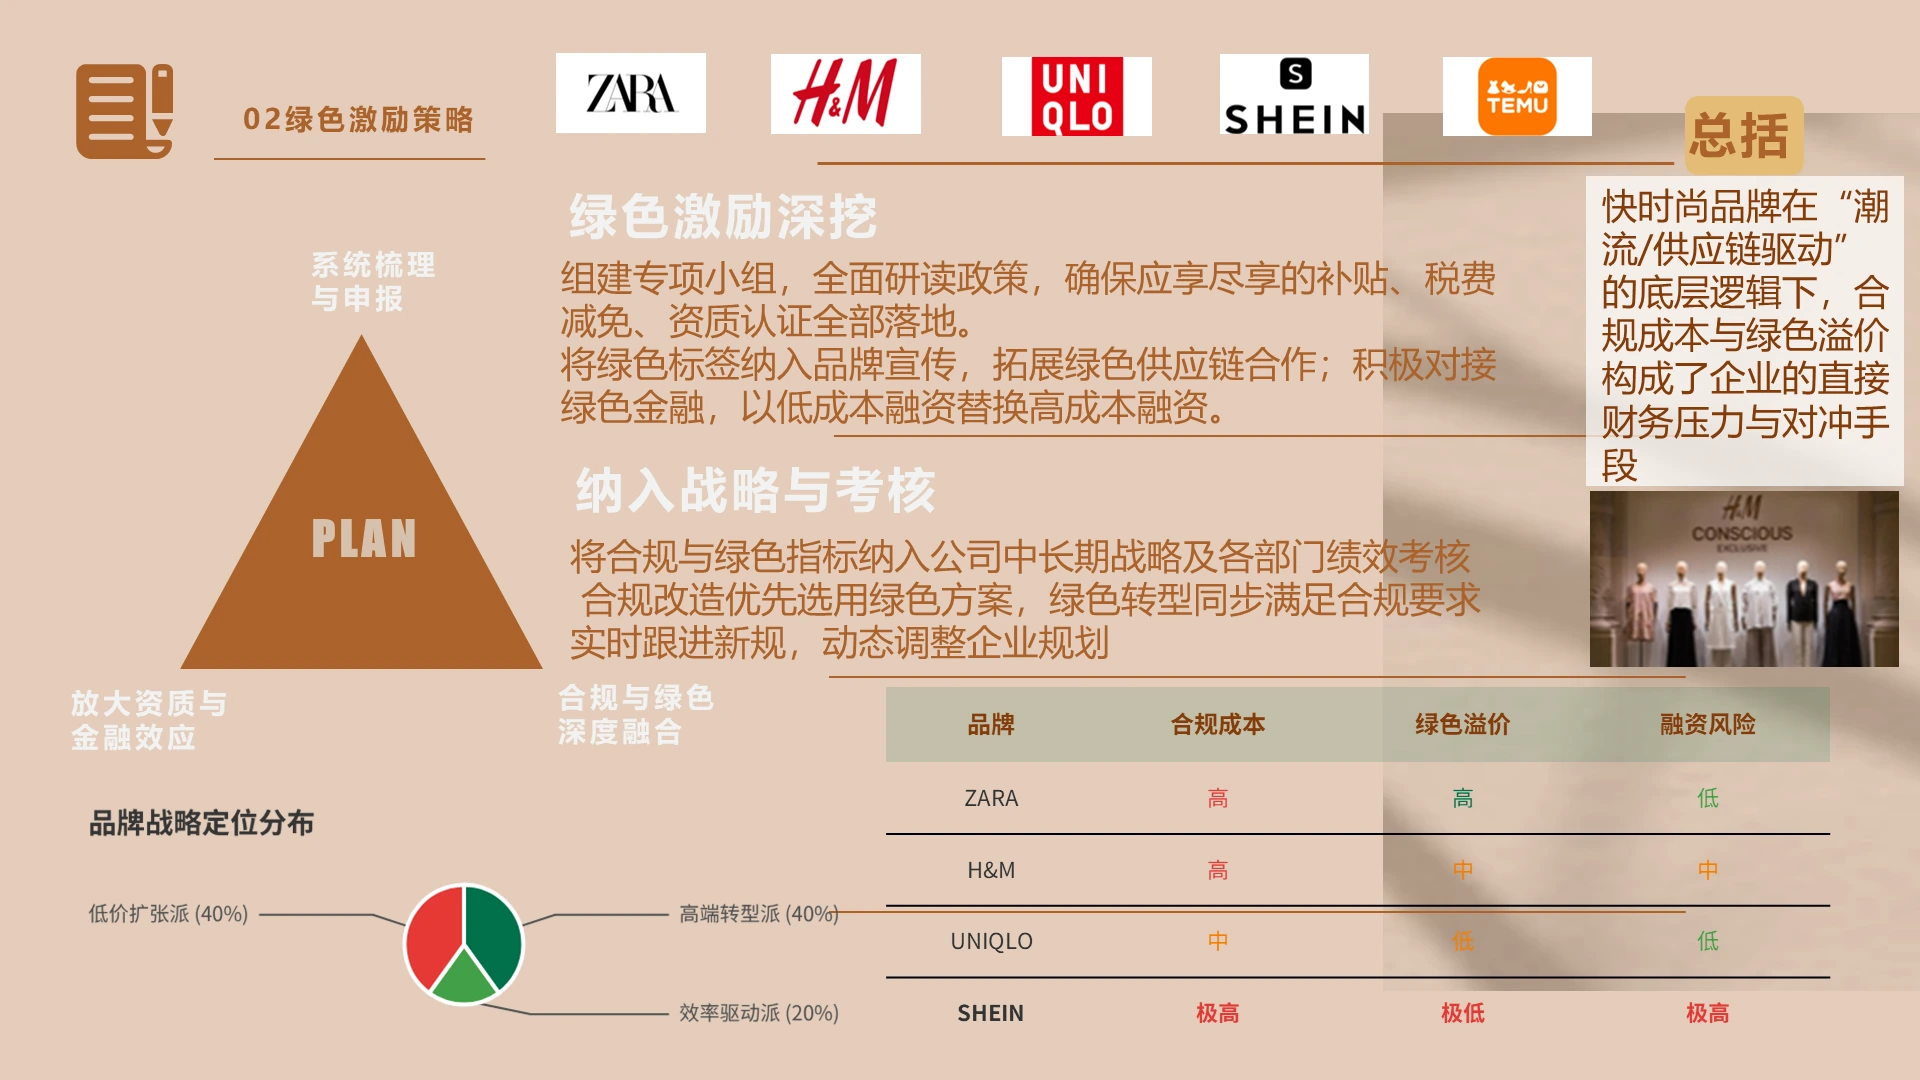 02绿色激励策略
ZARA
H&M
UNI
QLO
S
SHEIN
TEMU
总括
快时尚品牌在“潮
流/供应链驱动”
的底层逻辑下，合
规成本与绿色溢价
构成了企业的直接
财务压力与对冲手
段
绿色激励深挖
组建专项小组，全面研读政策，确保应享尽享的补贴、税费
减免、资质认证全部落地。
将绿色标签纳入品牌宣传，拓展绿色供应链合作；积极对接
绿色金融，以低成本融资替换高成本融资。
系统梳理
与申报
PLAN
放大资质与
金融效应
合规与绿色
深度融合
纳入战略与考核
将合规与绿色指标纳入公司中长期战略及各部门绩效考核
合规改造优先选用绿色方案，绿色转型同步满足合规要求
实时跟进新规，动态调整企业规划
H&M
CONSCIOUS
EXCLUSIVE
品牌 合规成本 绿色溢价 融资风险
ZARA 高 高 低
H&M 高 中 中
UNIQLO 中 低 低
SHEIN 极高 极低 极高
品牌战略定位分布
低价扩张派 (40%)
高端转型派 (40%)
效率驱动派 (20%)